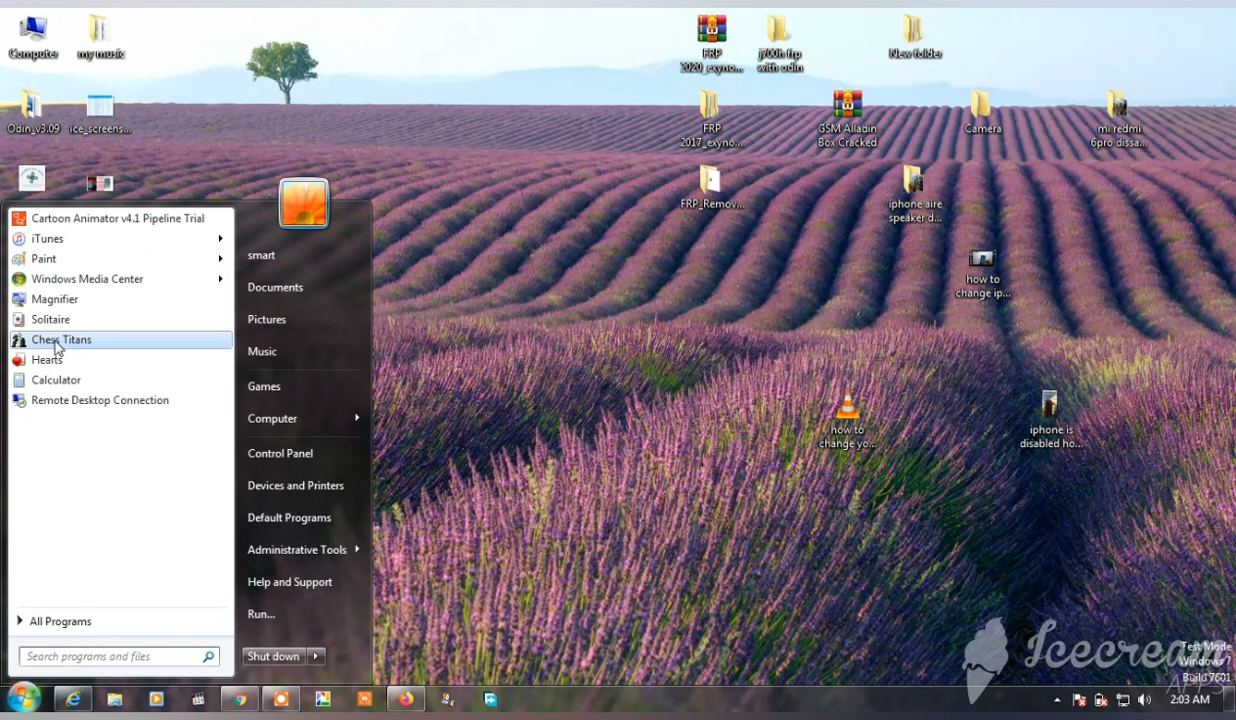 Computer
my music
FRP
2020_exyno...
j700h frp
with odin
New folder
Odin_v3.09
ice_screens...
FRP
2017_exyno...
GSM Alladin
Box Cracked
Camera
mi redmi
6pro dissa...
FRP_Remov...
iphone aire
speaker d...
how to
change ip...
how to
change yo...
iphone is
disabled ho...
Cartoon Animator v4.1 Pipeline Trial
iTunes
Paint
Windows Media Center
Magnifier
Solitaire
Chess Titans
Hearts
Calculator
Remote Desktop Connection
All Programs
Search programs and files
smart
Documents
Pictures
Music
Games
Computer
Control Panel
Devices and Printers
Default Programs
Administrative Tools
Help and Support
Run...
Shut down
Icecream
APPS
Test Mode
Windows 7
Build 7601
2:03 AM